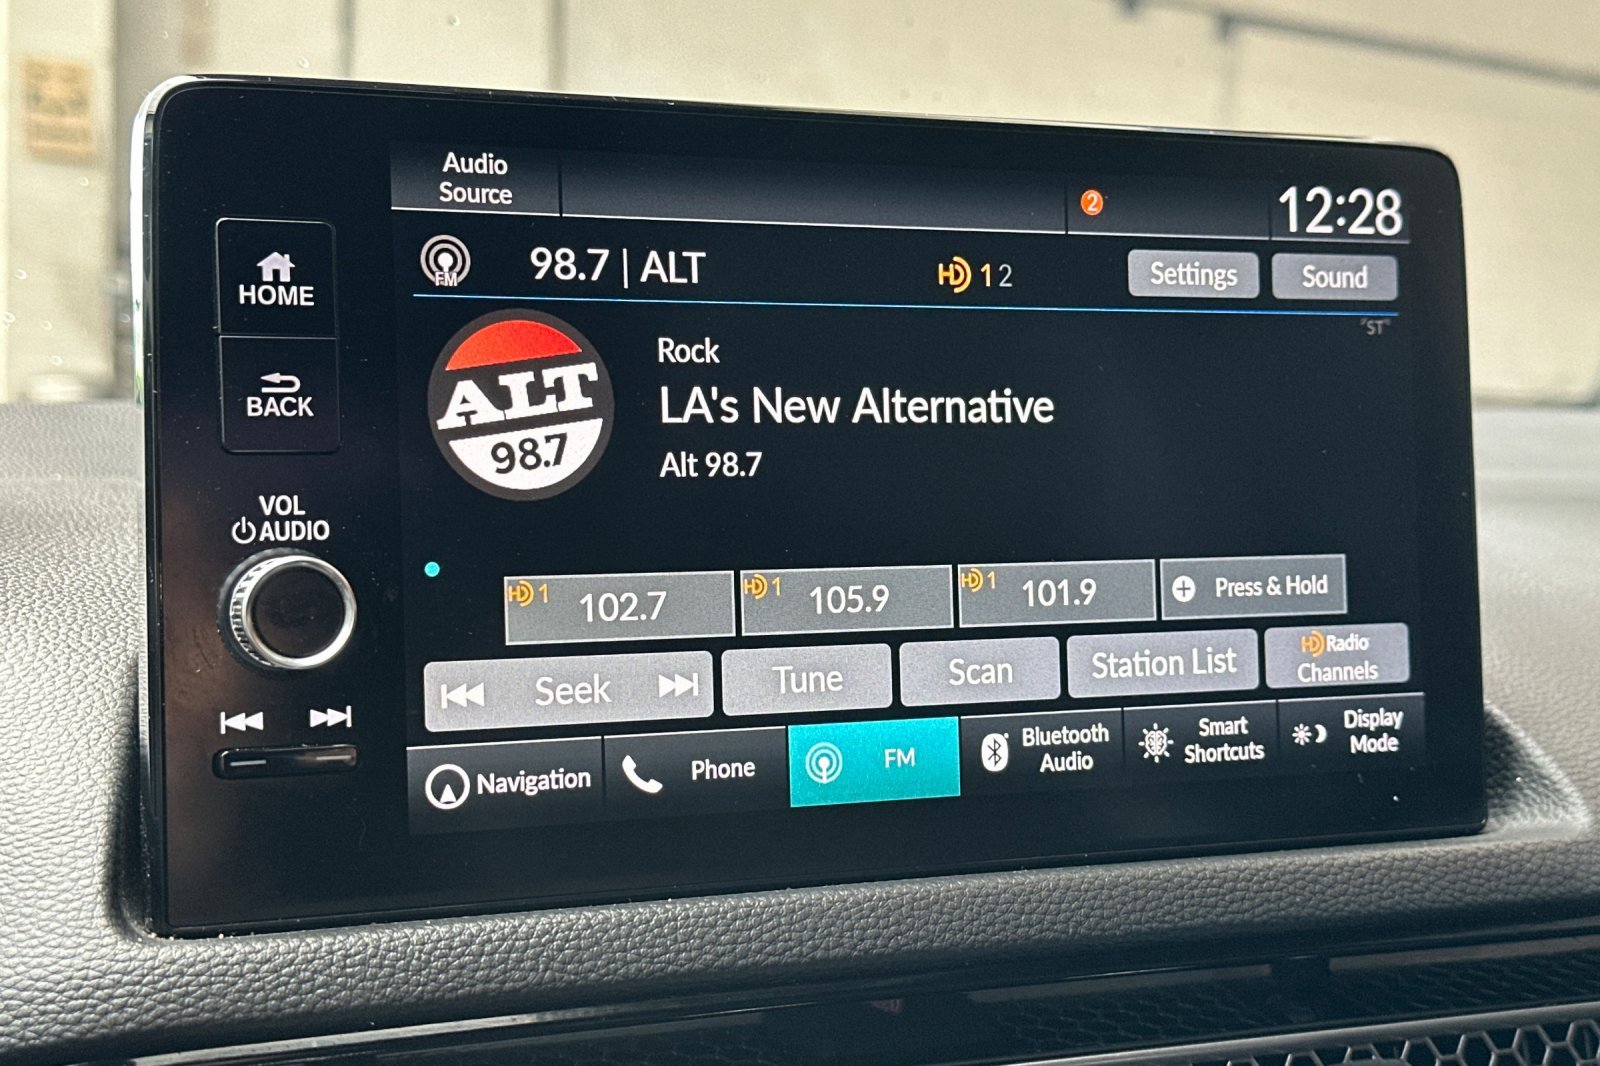 Audio
Source
2
12:28
FM
98.7 | ALT
HD 1 2
Settings
Sound
"ST"
HOME
BACK
VOL
AUDIO
ALT
98.7
Rock
LA's New Alternative
Alt 98.7
HD 1
102.7
HD 1
105.9
HD 1
101.9
+ Press & Hold
Seek
Tune
Scan
Station List
HD Radio
Channels
Navigation
Phone
FM
Bluetooth
Audio
Smart
Shortcuts
Display
Mode